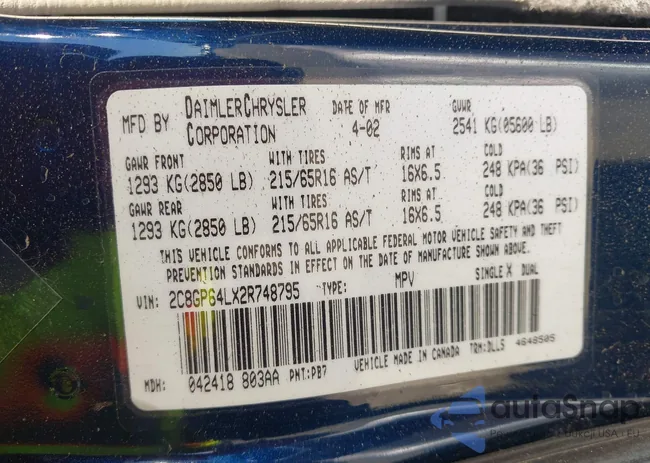 MFD BY DAIMLERCHRYSLER CORPORATION DATE OF MFR 4-02 GVWR 2541 KG(05600 LB)
GAWR FRONT WITH TIRES RIMS AT COLD
1293 KG(2850 LB) 215/65R16 AS/T 16X6.5 248 KPA(36 PSI)
GAWR REAR WITH TIRES RIMS AT COLD
1293 KG(2850 LB) 215/65R16 AS/T 16X6.5 248 KPA(36 PSI)
THIS VEHICLE CONFORMS TO ALL APPLICABLE FEDERAL MOTOR VEHICLE SAFETY AND THEFT
PREVENTION STANDARDS IN EFFECT ON THE DATE OF MANUFACTURE SHOWN ABOVE.
VIN: 2C8GP64LX2R748795 TYPE: MPV SINGLE X DUAL
VEHICLE MADE IN CANADA TRM:DLL5 4648505
MDH: 042418 803AA PNT:PB7